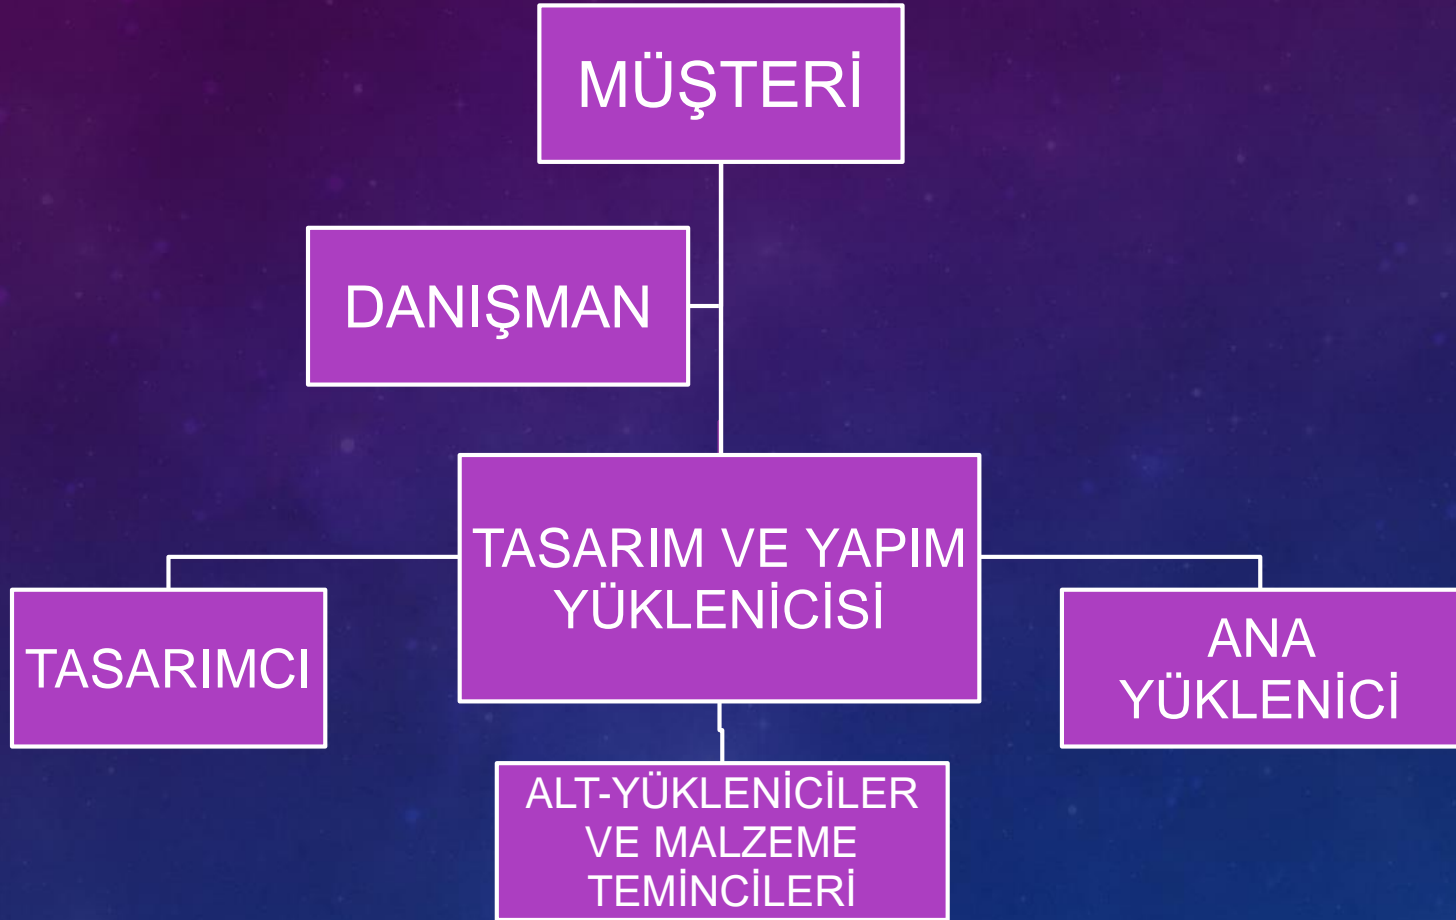 MÜŞTERİ
DANIŞMAN
TASARIM VE YAPIM
YÜKLENİCİSİ
TASARIMCI
ANA
YÜKLENİCİ
ALT-YÜKLENİCİLER
VE MALZEME
TEMİNCİLERİ